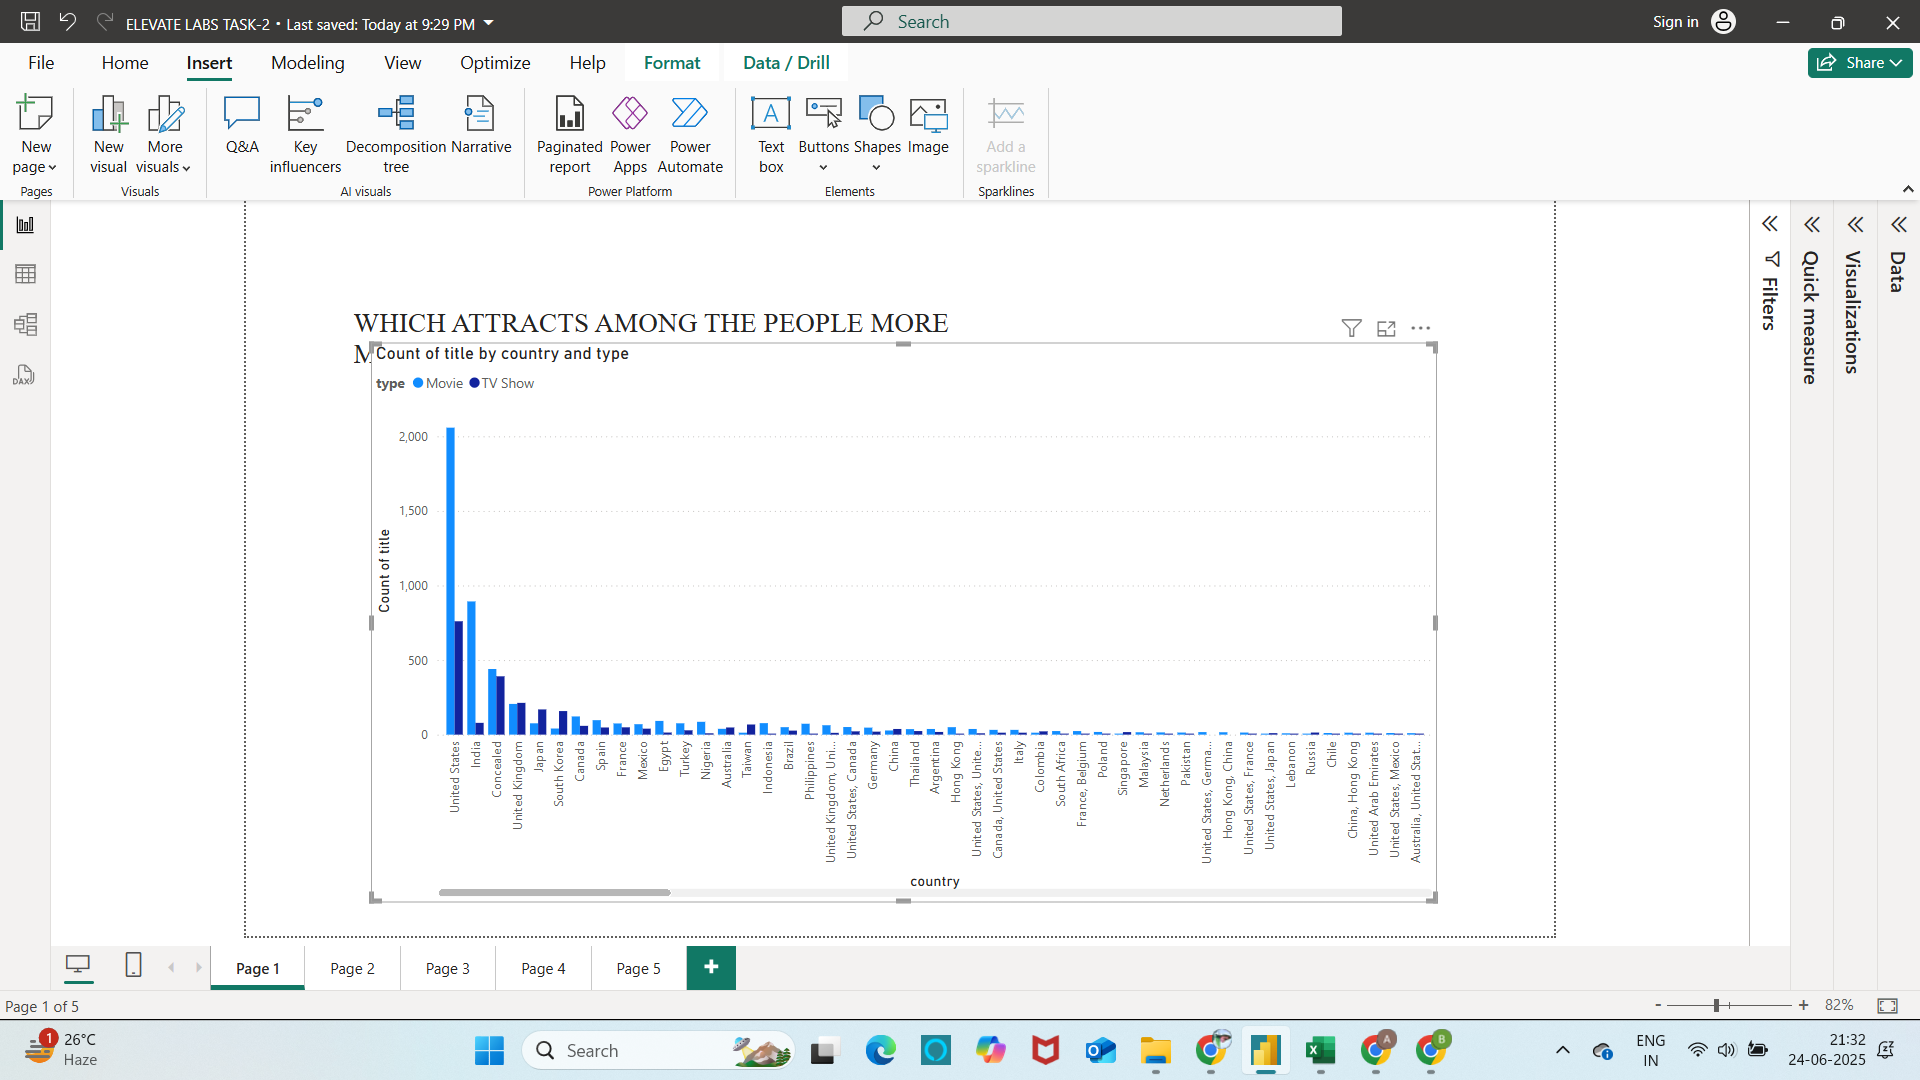 ELEVATE LABS TASK-2 • Last saved: Today at 9:29 PM
Search
Sign in
File Home Insert Modeling View Optimize Help Format Data / Drill
Share
New page
New visual
More visuals
Q&A
Key influencers
Decomposition tree
Narrative
Paginated report
Power Apps
Power Automate
Text box
Buttons
Shapes
Image
Add a sparkline
Pages
Visuals
AI visuals
Power Platform
Elements
Sparklines
DAX
WHICH ATTRACTS AMONG THE PEOPLE MORE
Count of title by country and type
type Movie TV Show
Count of title
2,000
1,500
1,000
500
0
United States
India
Concealed
United Kingdom
Japan
South Korea
Canada
Spain
France
Mexico
Egypt
Turkey
Nigeria
Australia
Taiwan
Indonesia
Brazil
Philippines
United Kingdom, Uni...
United States, Canada
Germany
China
Thailand
Argentina
Hong Kong
United States, Unite...
Canada, United States
Italy
Colombia
South Africa
France, Belgium
Poland
Singapore
Malaysia
Netherlands
Pakistan
United States, Germa...
Hong Kong, China
United States, France
United States, Japan
Lebanon
Russia
Chile
China, Hong Kong
United Arab Emirates
United States, Mexico
Australia, United Stat...
country
Filters
Quick measure
Visualizations
Data
Page 1
Page 2
Page 3
Page 4
Page 5
+
Page 1 of 5
- + 82%
1
26°C
Haze
Search
A
B
ENG
IN
21:32
24-06-2025